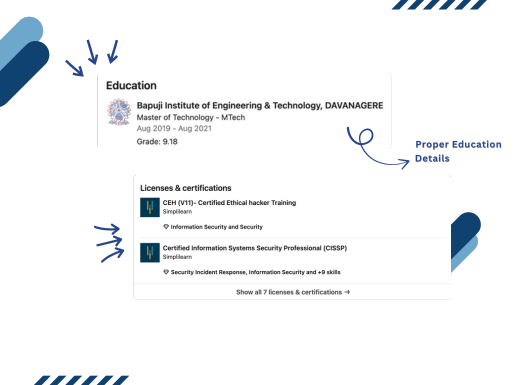 Education
Bapuji Institute of Engineering & Technology, DAVANAGERE
Master of Technology - MTech
Aug 2019 - Aug 2021
Grade: 9.18
Proper Education
Details
Licenses & certifications
CEH (V11)- Certified Ethical hacker Training
Simplilearn
Information Security and Security
Certified Information Systems Security Professional (CISSP)
Simplilearn
Security Incident Response, Information Security and +9 skills
Show all 7 licenses & certifications →